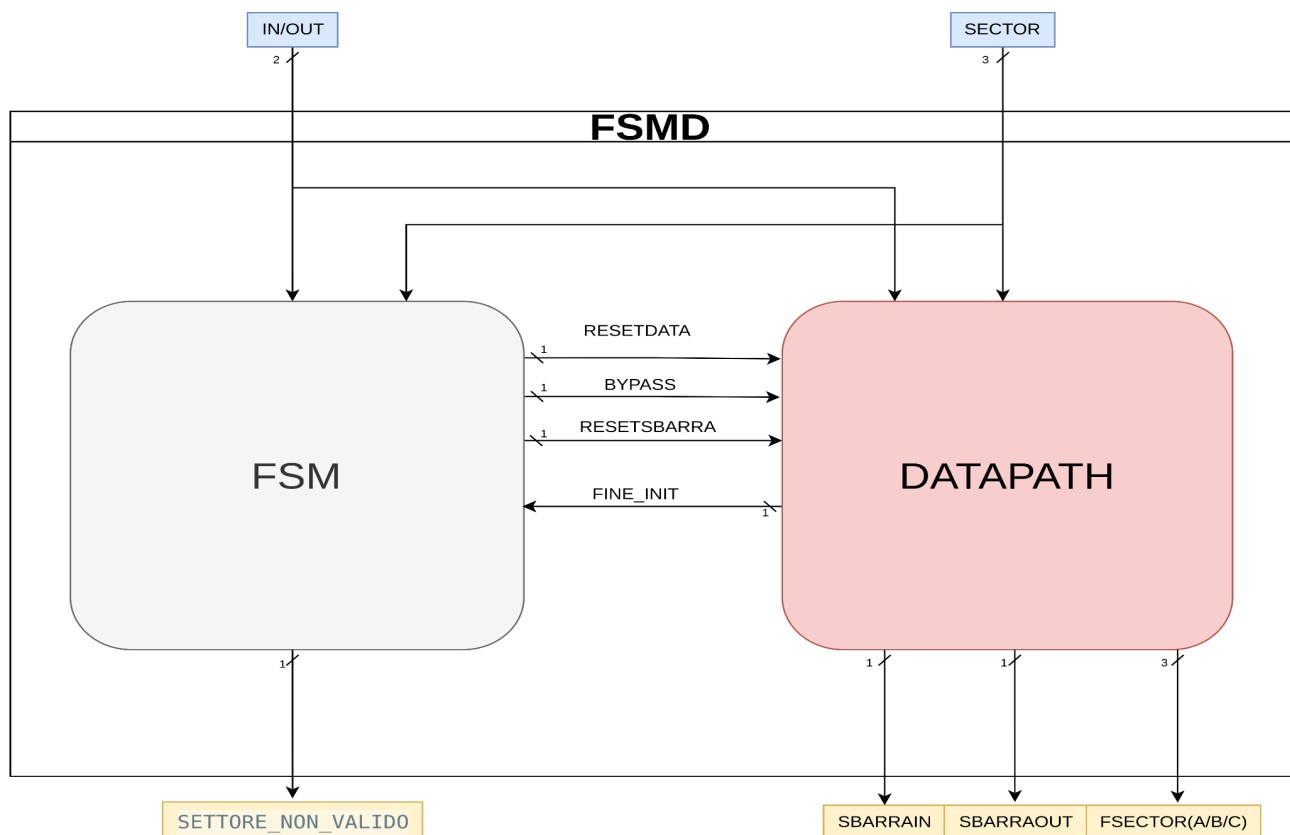 IN/OUT
SECTOR
2
3
FSMD
RESETDATA
1
BYPASS
1
RESETSBARRA
1
FSM
DATAPATH
FINE_INIT
1
1
1
1
3
SETTORE_NON_VALIDO
SBARRAIN
SBARRAOUT
FSECTOR(A/B/C)